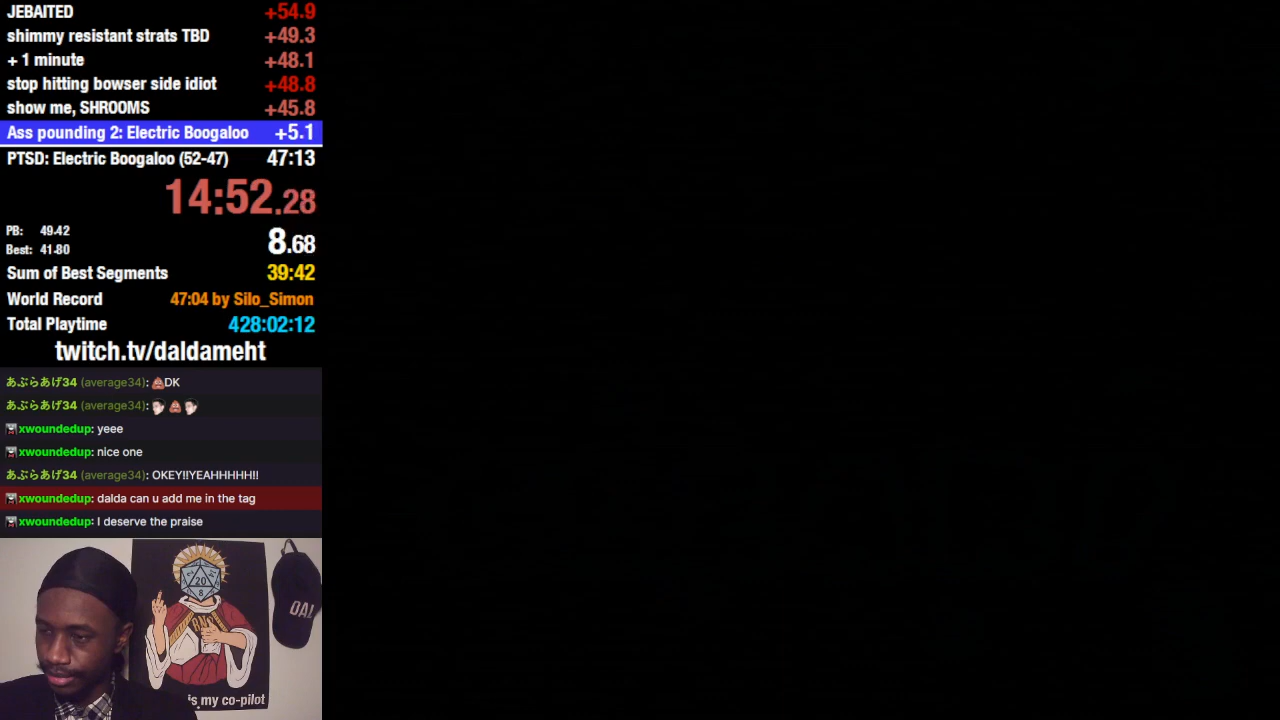 JEBAITED +54.9
shimmy resistant strats TBD +49.3
+ 1 minute +48.1
stop hitting bowser side idiot +48.8
show me, SHROOMS +45.8
Ass pounding 2: Electric Boogaloo +5.1
PTSD: Electric Boogaloo (52-47) 47:13
14:52.28
PB: 49.42
Best: 41.80
8.68
Sum of Best Segments 39:42
World Record 47:04 by Silo_Simon
Total Playtime 428:02:12
twitch.tv/daldameht
あぶらあげ34 (average34): DK
あぶらあげ34 (average34):
xwoundedup: yeee
xwoundedup: nice one
あぶらあげ34 (average34): OKEY!!YEAHHHHH!!
xwoundedup: dalda can u add me in the tag
xwoundedup: I deserve the praise
20
8
is my co-pilot